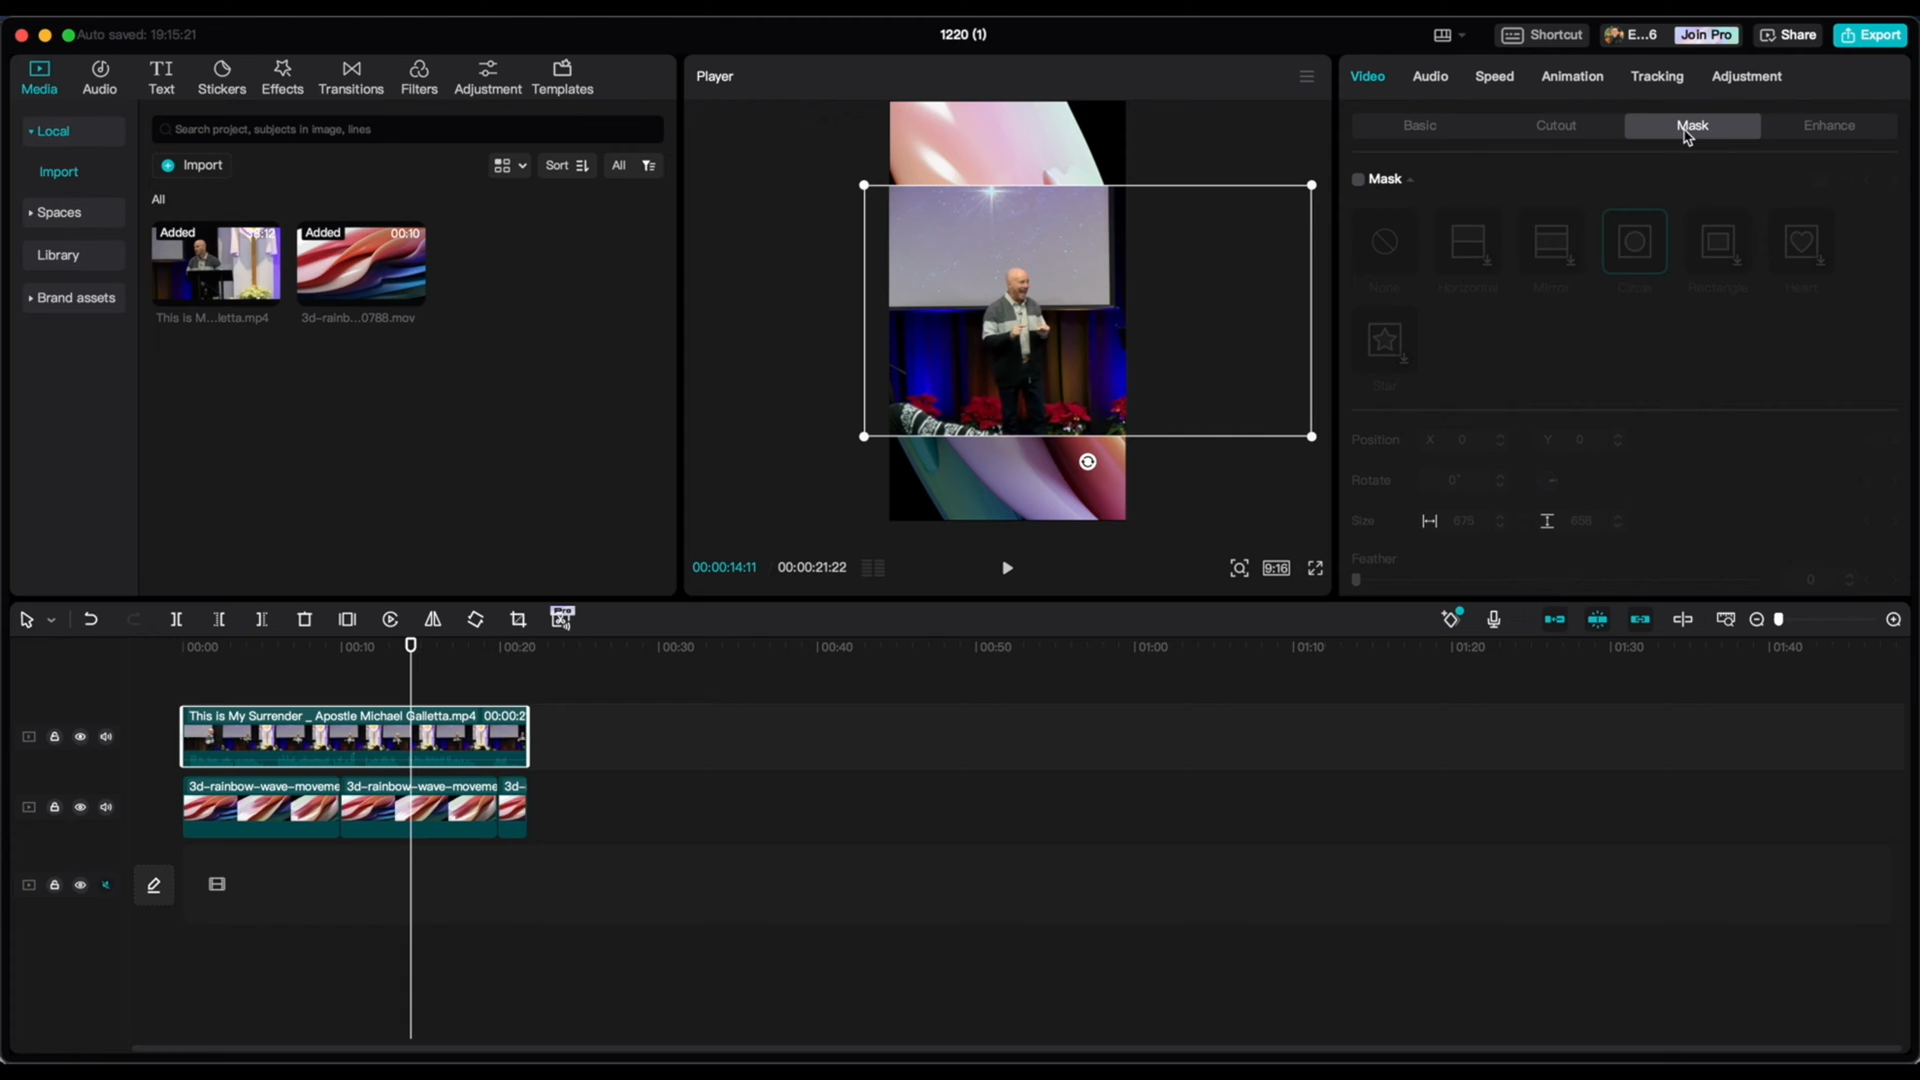 Auto saved: 19:15:21
1220 (1)
Shortcut
E...6
Join Pro
Share
Export
Media
Audio
Text
Stickers
Effects
Transitions
Filters
Adjustment
Templates
Local
Import
Spaces
Library
Brand assets
Search project, subjects in image, lines
Import
Sort
All
All
Added
Added
00:10
This is M...letta.mp4
3d-rainb...0788.mov
Player
00:00:14:11
00:00:21:22
9:16
Video
Audio
Speed
Animation
Tracking
Adjustment
Basic
Cutout
Mask
Enhance
Mask
None
Horizontal
Mirror
Circle
Rectangle
Heart
Star
Position X 0 Y 0
Rotate 0°
Size 675 656
Feather
0
Pro
00:00
00:10
00:20
00:30
00:40
00:50
01:00
01:10
01:20
01:30
01:40
This is My Surrender _ Apostle Michael Galletta.mp4 00:00:2
3d-rainbow-wave-moveme
3d-rainbow-wave-moveme
3d-